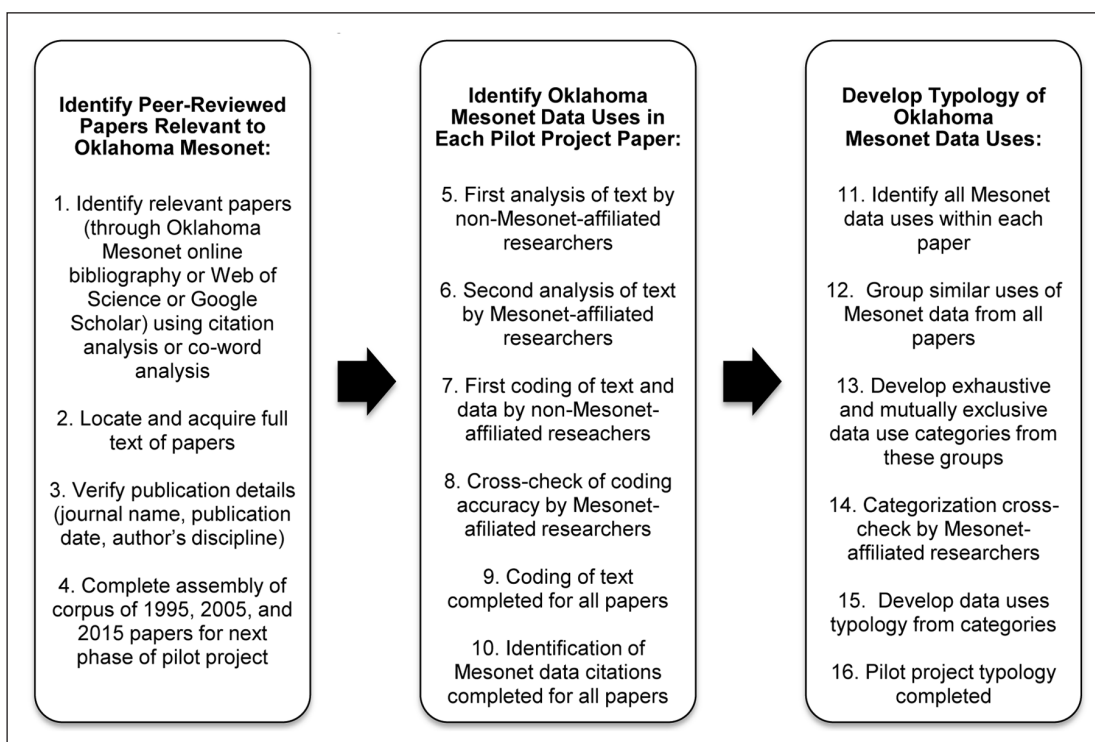 Identify Peer-Reviewed
Papers Relevant to
Oklahoma Mesonet:
1. Identify relevant papers
(through Oklahoma
Mesonet online
bibliography or Web of
Science or Google
Scholar) using citation
analysis or co-word
analysis
2. Locate and acquire full
text of papers
3. Verify publication details
(journal name, publication
date, author's discipline)
4. Complete assembly of
corpus of 1995, 2005, and
2015 papers for next
phase of pilot project
Identify Oklahoma
Mesonet Data Uses in
Each Pilot Project Paper:
5. First analysis of text by
non-Mesonet-affiliated
researchers
6. Second analysis of text
by Mesonet-affiliated
researchers
7. First coding of text and
data by non-Mesonet-
affiliated reseachers
8. Cross-check of coding
accuracy by Mesonet-
afiliated researchers
9. Coding of text
completed for all papers
10. Identification of
Mesonet data citations
completed for all papers
Develop Typology of
Oklahoma
Mesonet Data Uses:
11. Identify all Mesonet
data uses within each
paper
12. Group similar uses of
Mesonet data from all
papers
13. Develop exhaustive
and mutually exclusive
data use categories from
these groups
14. Categorization cross-
check by Mesonet-
affiliated researchers
15. Develop data uses
typology from categories
16. Pilot project typology
completed